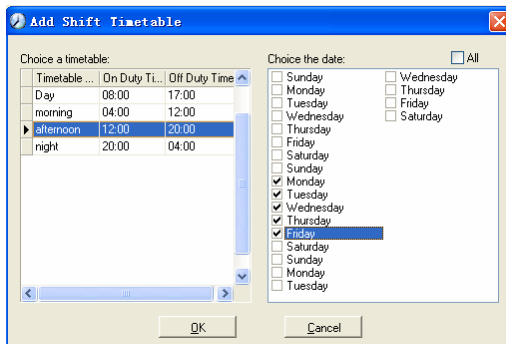 Add Shift Timetable
Choice a timetable:
Timetable ... On Duty Ti... Off Duty Time
Day 08:00 17:00
morning 04:00 12:00
afternoon 12:00 20:00
night 20:00 04:00
Choice the date:
All
Sunday
Monday
Tuesday
Wednesday
Thursday
Friday
Saturday
Sunday
Monday
Tuesday
Wednesday
Thursday
Friday
Saturday
Sunday
Monday
Tuesday
Wednesday
Thursday
Friday
Saturday
OK
Cancel